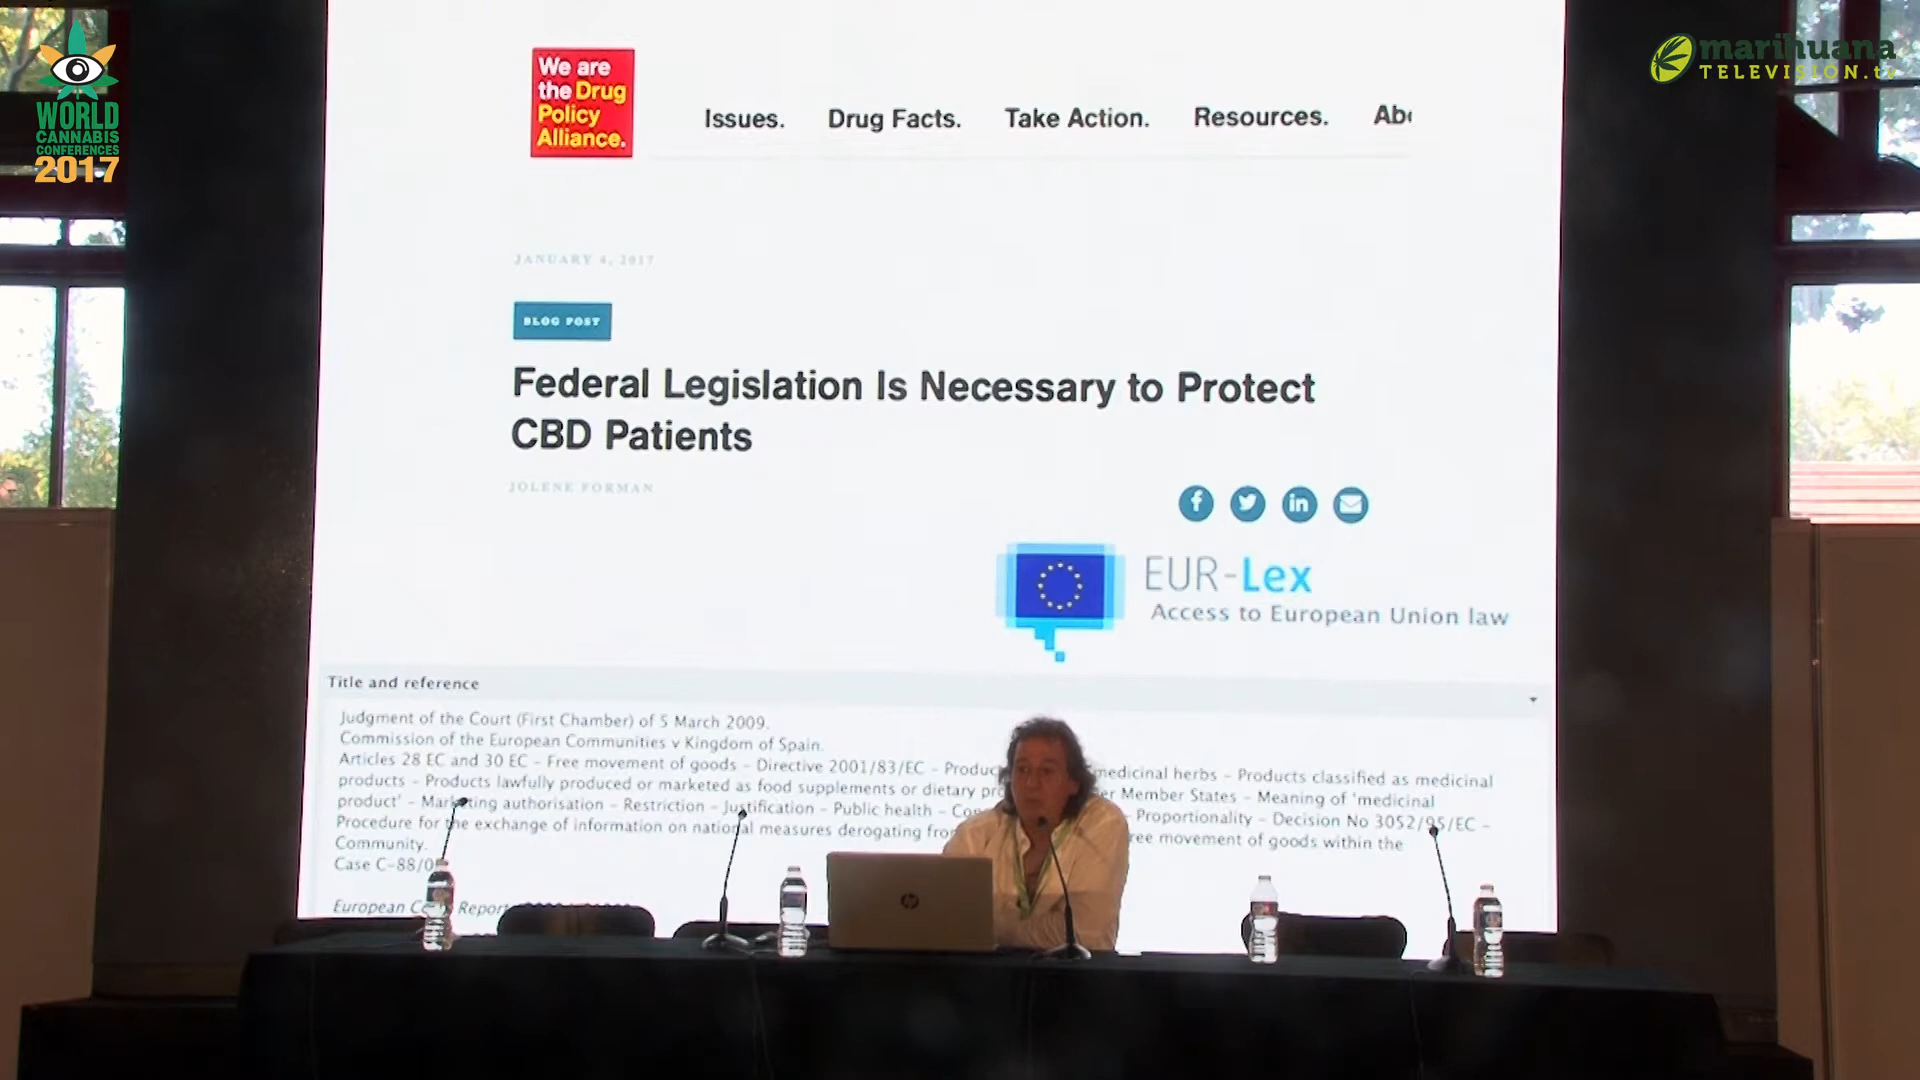 WORLD
CANNABIS
CONFERENCES
2017
marihuana
TELEVISION.tv
We are
the Drug
Policy
Alliance.
Issues. Drug Facts. Take Action. Resources.
JANUARY 4, 2017
BLOG POST
Federal Legislation Is Necessary to Protect
CBD Patients
JOLENE FORMAN
EUR-Lex
Access to European Union law
Title and reference
Judgment of the Court (First Chamber) of 5 March 2009.
Commission of the European Communities v Kingdom of Spain.
Articles 28 EC and 30 EC – Free movement of goods – Directive 2001/83/EC – medicinal herbs – Products classified as medicinal
products – Products lawfully produced or marketed as food supplements or dietary Member States – Meaning of 'medicinal
product' – Marketing authorisation – Restriction – Justification – Public health – Proportionality – Decision No 3052/95/EC –
Procedure for the exchange of information on national measures derogating movement of goods within the
Community.
Case
European
hp